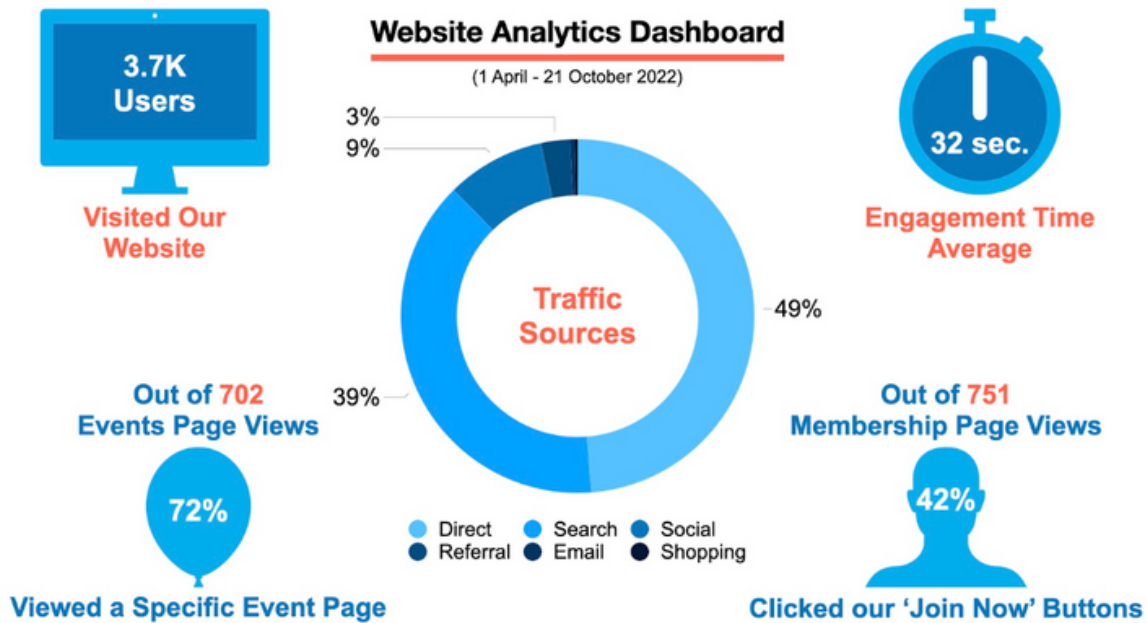 Website Analytics Dashboard
(1 April - 21 October 2022)
3.7K
Users
Visited Our
Website
32 sec.
Engagement Time
Average
3%
9%
49%
39%
Traffic
Sources
Direct
Search
Social
Referral
Email
Shopping
Out of 702
Events Page Views
72%
Viewed a Specific Event Page
Out of 751
Membership Page Views
42%
Clicked our ‘Join Now’ Buttons